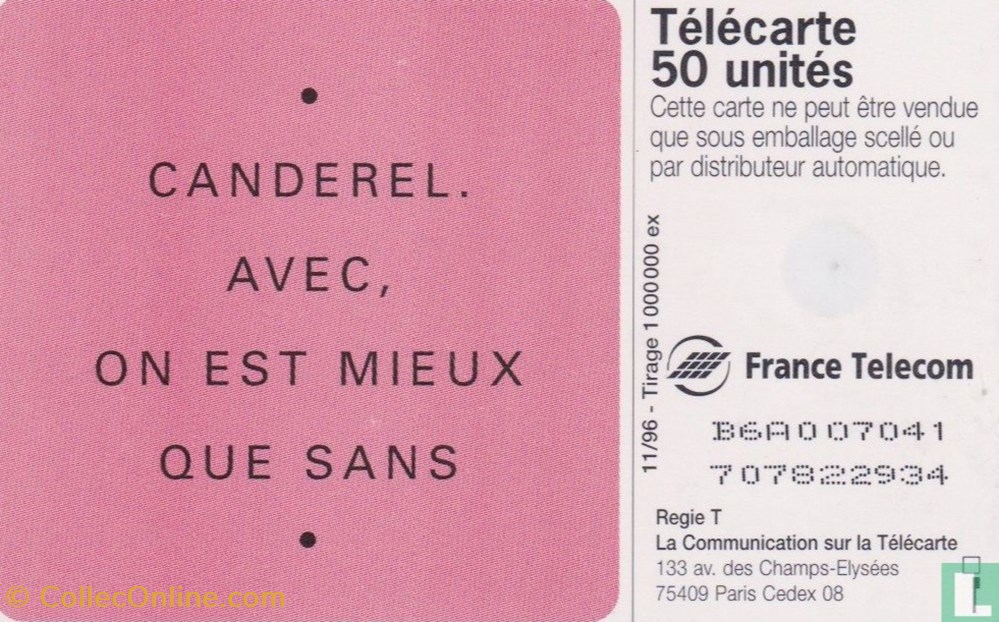 CANDEREL.
AVEC,
ON EST MIEUX
QUE SANS
Télécarte
50 unités
Cette carte ne peut être vendue
que sous emballage scellé ou
par distributeur automatique.
11/96 - Tirage 1 000 000 ex
France Telecom
B6A007041
707822934
Regie T
La Communication sur la Télécarte
133 av. des Champs-Elysées
75409 Paris Cedex 08
© CollecOnline.com
L